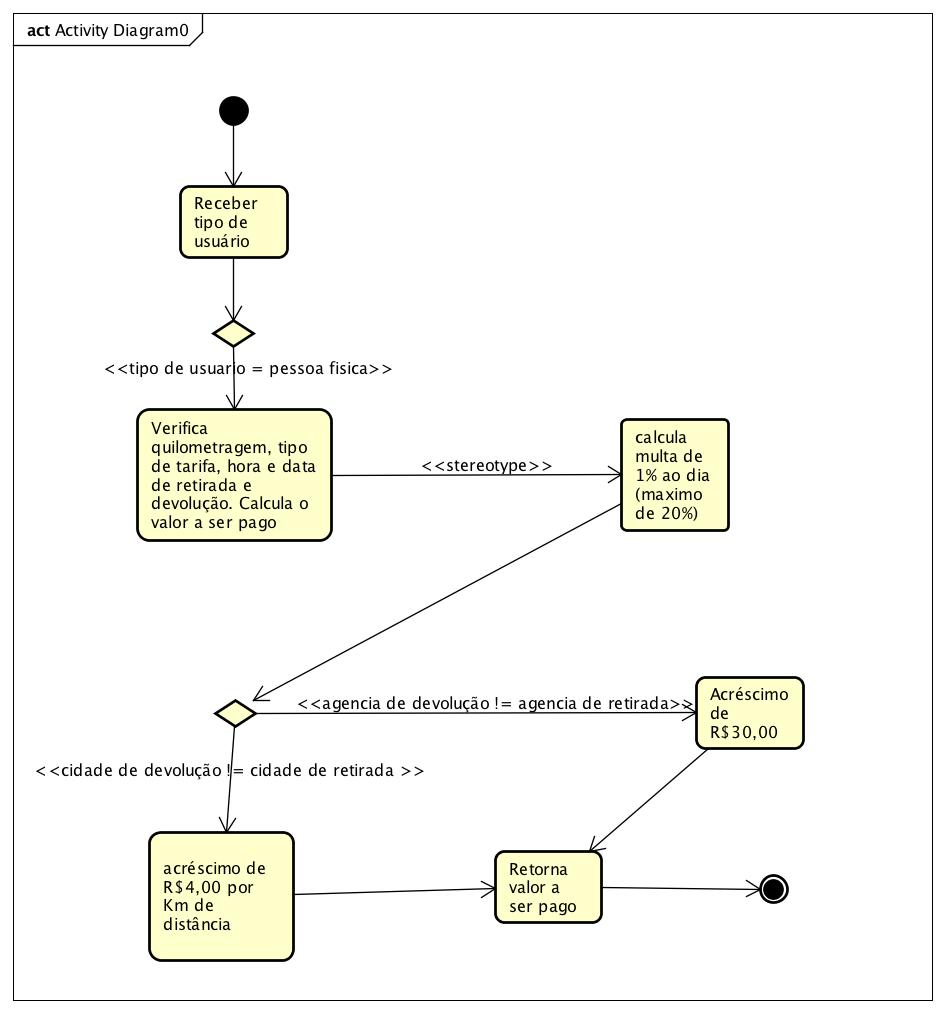 act Activity Diagram0
Receber
tipo de
usuário
<<tipo de usuario = pessoa fisica>>
Verifica
quilometragem, tipo
de tarifa, hora e data
de retirada e
devolução. Calcula o
valor a ser pago
<<stereotype>>
calcula
multa de
1% ao dia
(maximo
de 20%)
<<agencia de devolução != agencia de retirada>>
Acréscimo
de
R$30,00
<<cidade de devolução != cidade de retirada >>
acréscimo de
R$4,00 por
Km de
distância
Retorna
valor a
ser pago